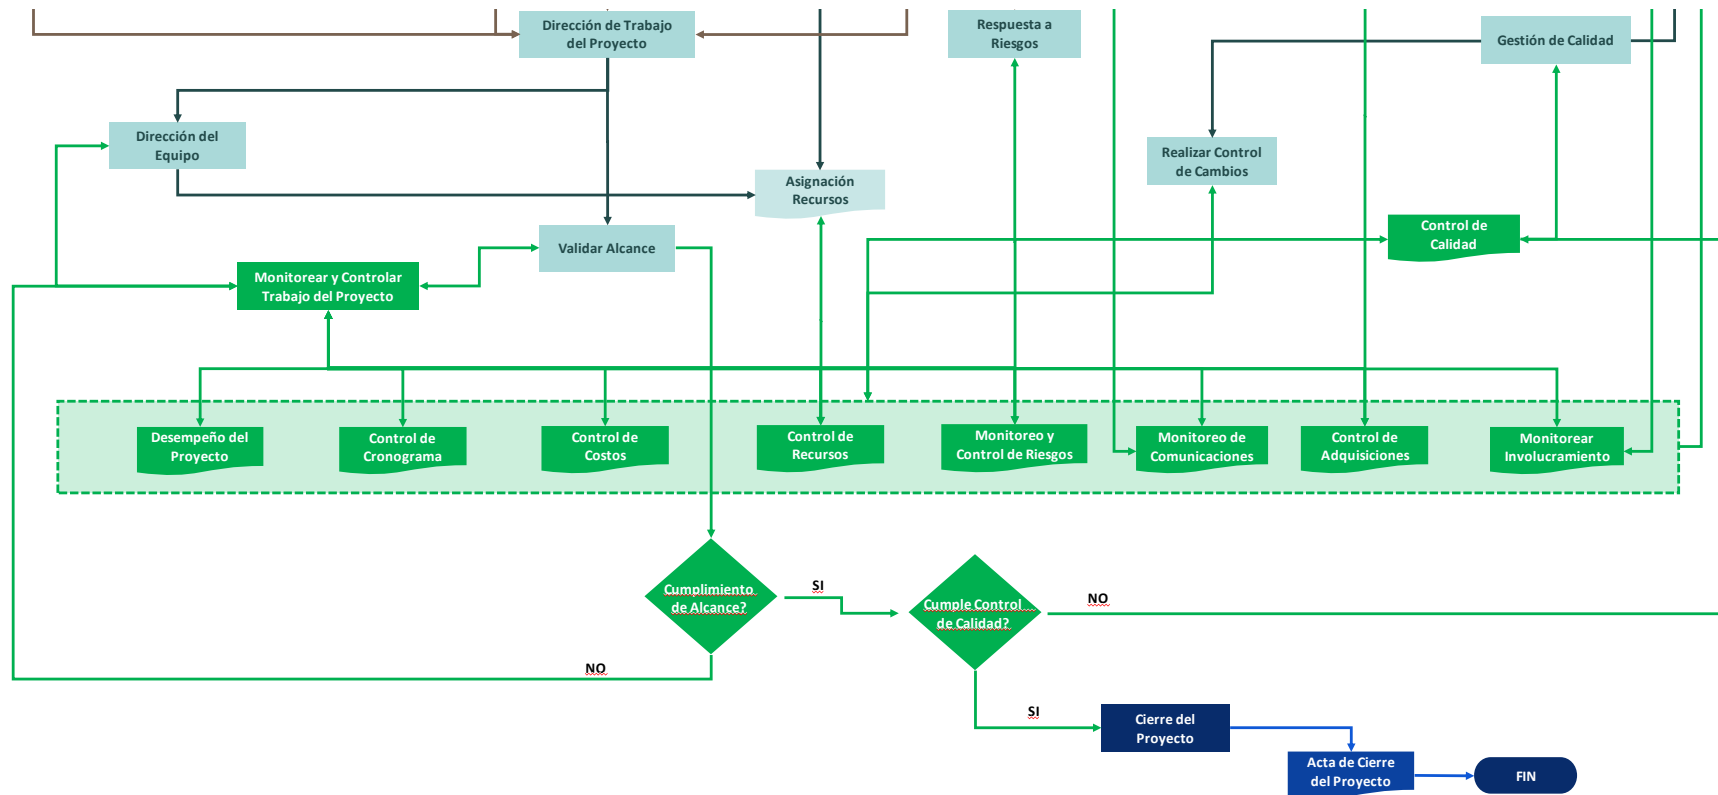 Dirección de Trabajo
del Proyecto
Respuesta a
Riesgos
Gestión de Calidad
Dirección del
Equipo
Realizar Control
de Cambios
Asignación
Recursos
Control de
Calidad
Validar Alcance
Monitorear y Controlar
Trabajo del Proyecto
Desempeño del
Proyecto
Control de
Cronograma
Control de
Costos
Control de
Recursos
Monitoreo y
Control de Riesgos
Monitoreo de
Comunicaciones
Control de
Adquisiciones
Monitorear
Involucramiento
Cumplimiento
de Alcance?
SI
Cumple Control
de Calidad?
NO
NO
SI
Cierre del
Proyecto
Acta de Cierre
del Proyecto
FIN